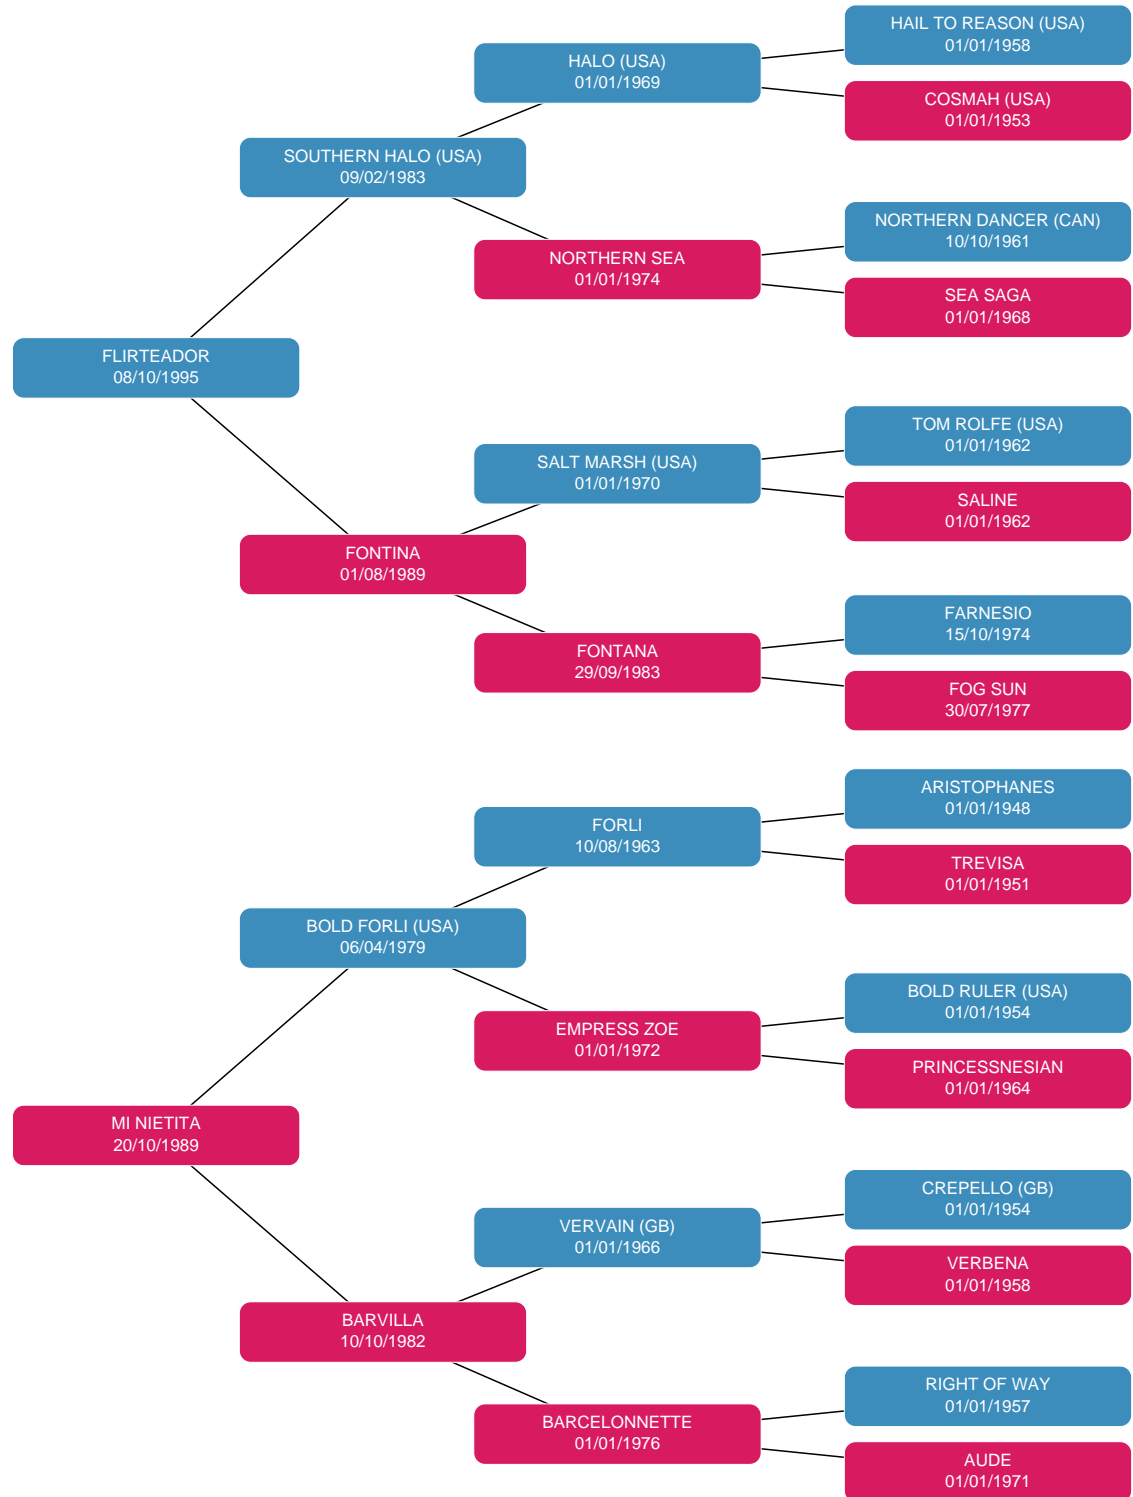 HAIL TO REASON (USA)
01/01/1958
HALO (USA)
01/01/1969
COSMAH (USA)
01/01/1953
SOUTHERN HALO (USA)
09/02/1983
NORTHERN DANCER (CAN)
10/10/1961
NORTHERN SEA
01/01/1974
SEA SAGA
01/01/1968
FLIRTEADOR
08/10/1995
TOM ROLFE (USA)
01/01/1962
SALT MARSH (USA)
01/01/1970
SALINE
01/01/1962
FONTINA
01/08/1989
FARNESIO
15/10/1974
FONTANA
29/09/1983
FOG SUN
30/07/1977
ARISTOPHANES
01/01/1948
FORLI
10/08/1963
TREVISA
01/01/1951
BOLD FORLI (USA)
06/04/1979
BOLD RULER (USA)
01/01/1954
EMPRESS ZOE
01/01/1972
PRINCESSNESIAN
01/01/1964
MI NIETITA
20/10/1989
CREPELLO (GB)
01/01/1954
VERVAIN (GB)
01/01/1966
VERBENA
01/01/1958
BARVILLA
10/10/1982
RIGHT OF WAY
01/01/1957
BARCELONNETTE
01/01/1976
AUDE
01/01/1971